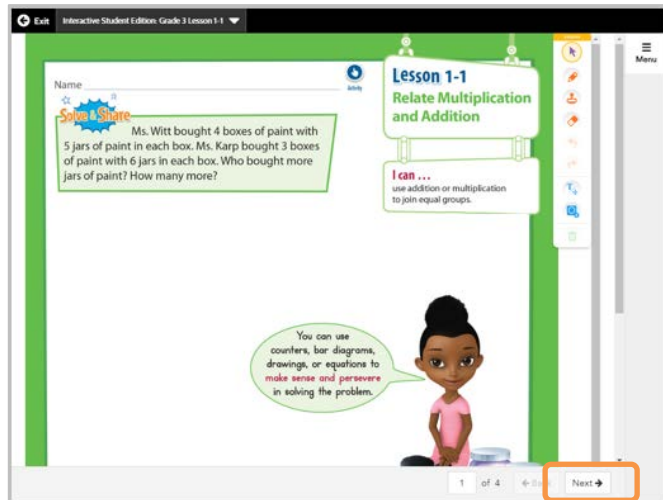 Exit Interactive Student Edition: Grade 3 Lesson 1-1
Menu
Name
Activity
Lesson 1-1
Relate Multiplication
and Addition
Solve & Share
Ms. Witt bought 4 boxes of paint with
5 jars of paint in each box. Ms. Karp bought 3 boxes
of paint with 6 jars in each box. Who bought more
jars of paint? How many more?
I can ...
use addition or multiplication
to join equal groups.
You can use
counters, bar diagrams,
drawings, or equations to
make sense and persevere
in solving the problem.
1 of 4 Back Next